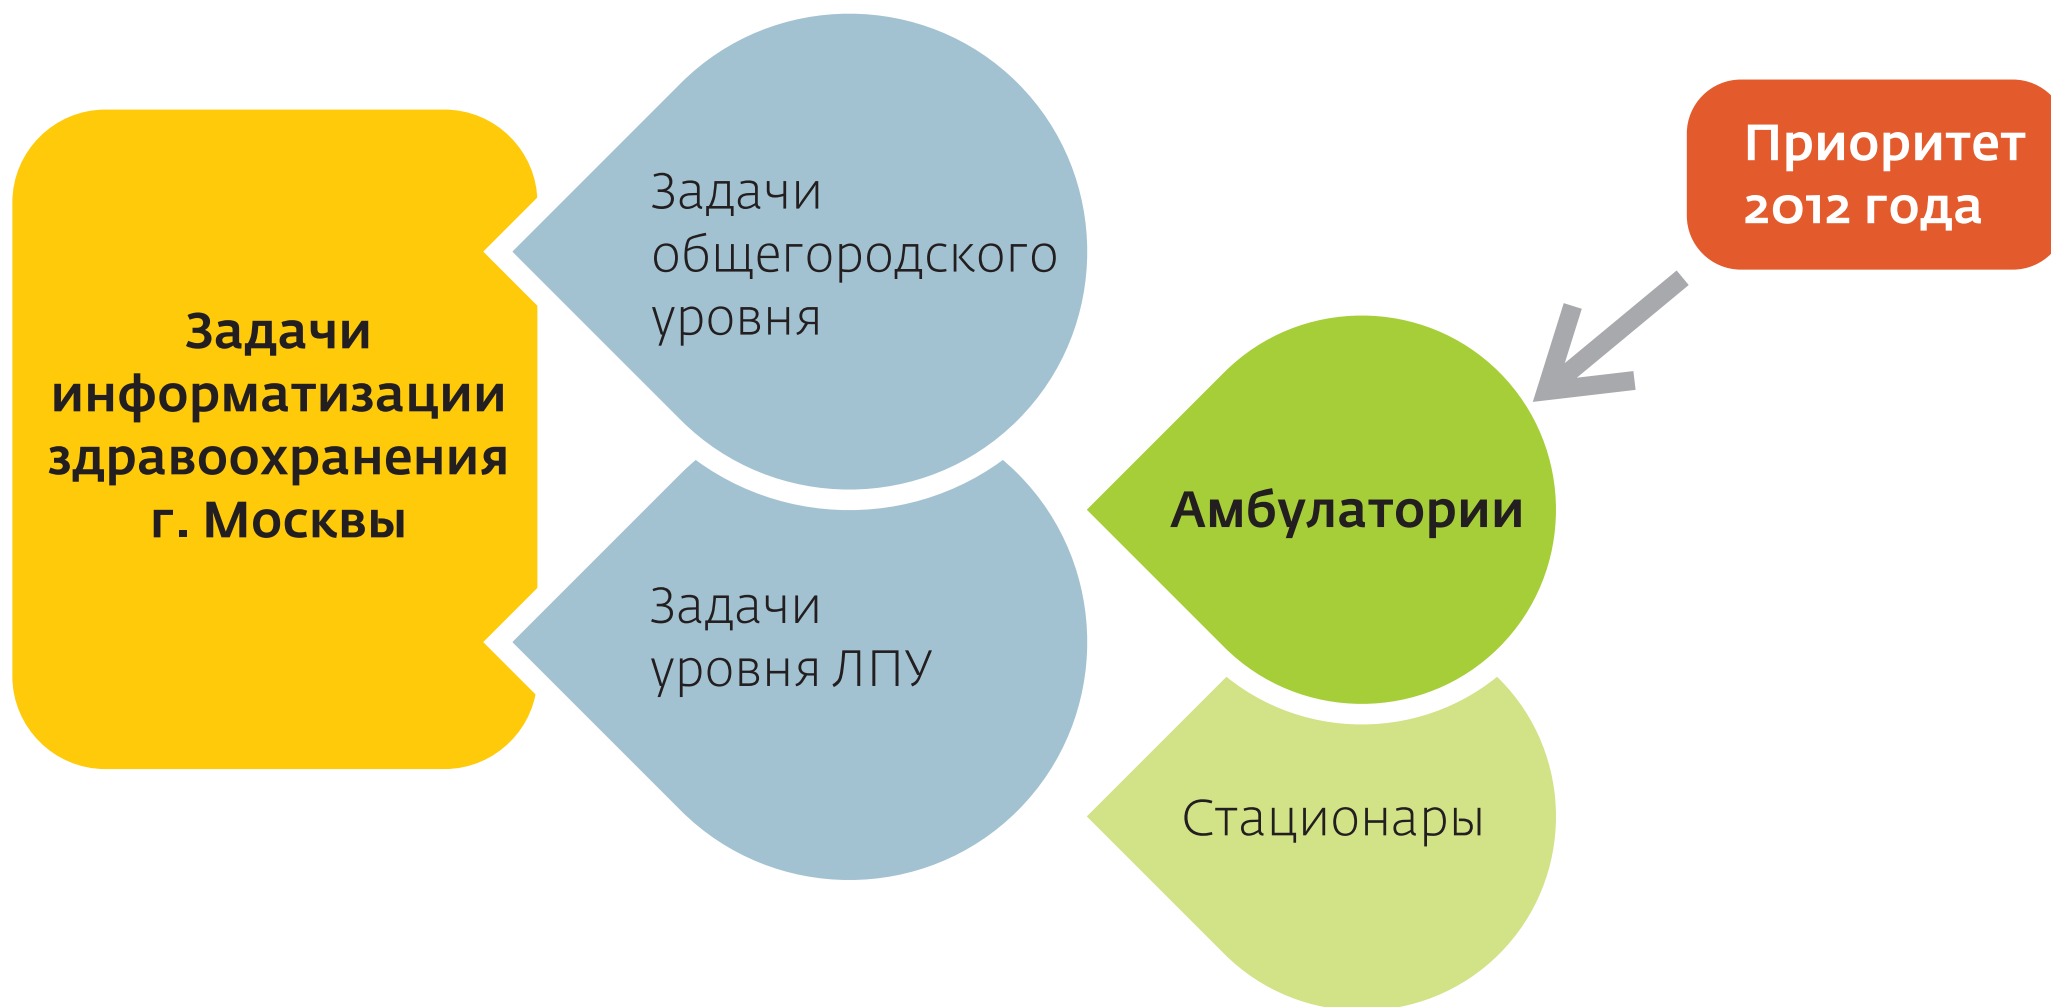 Задачи
информатизации
здравоохранения
г. Москвы
Задачи
общегородского
уровня
Задачи
уровня ЛПУ
Амбулатории
Стационары
Приоритет
2012 года